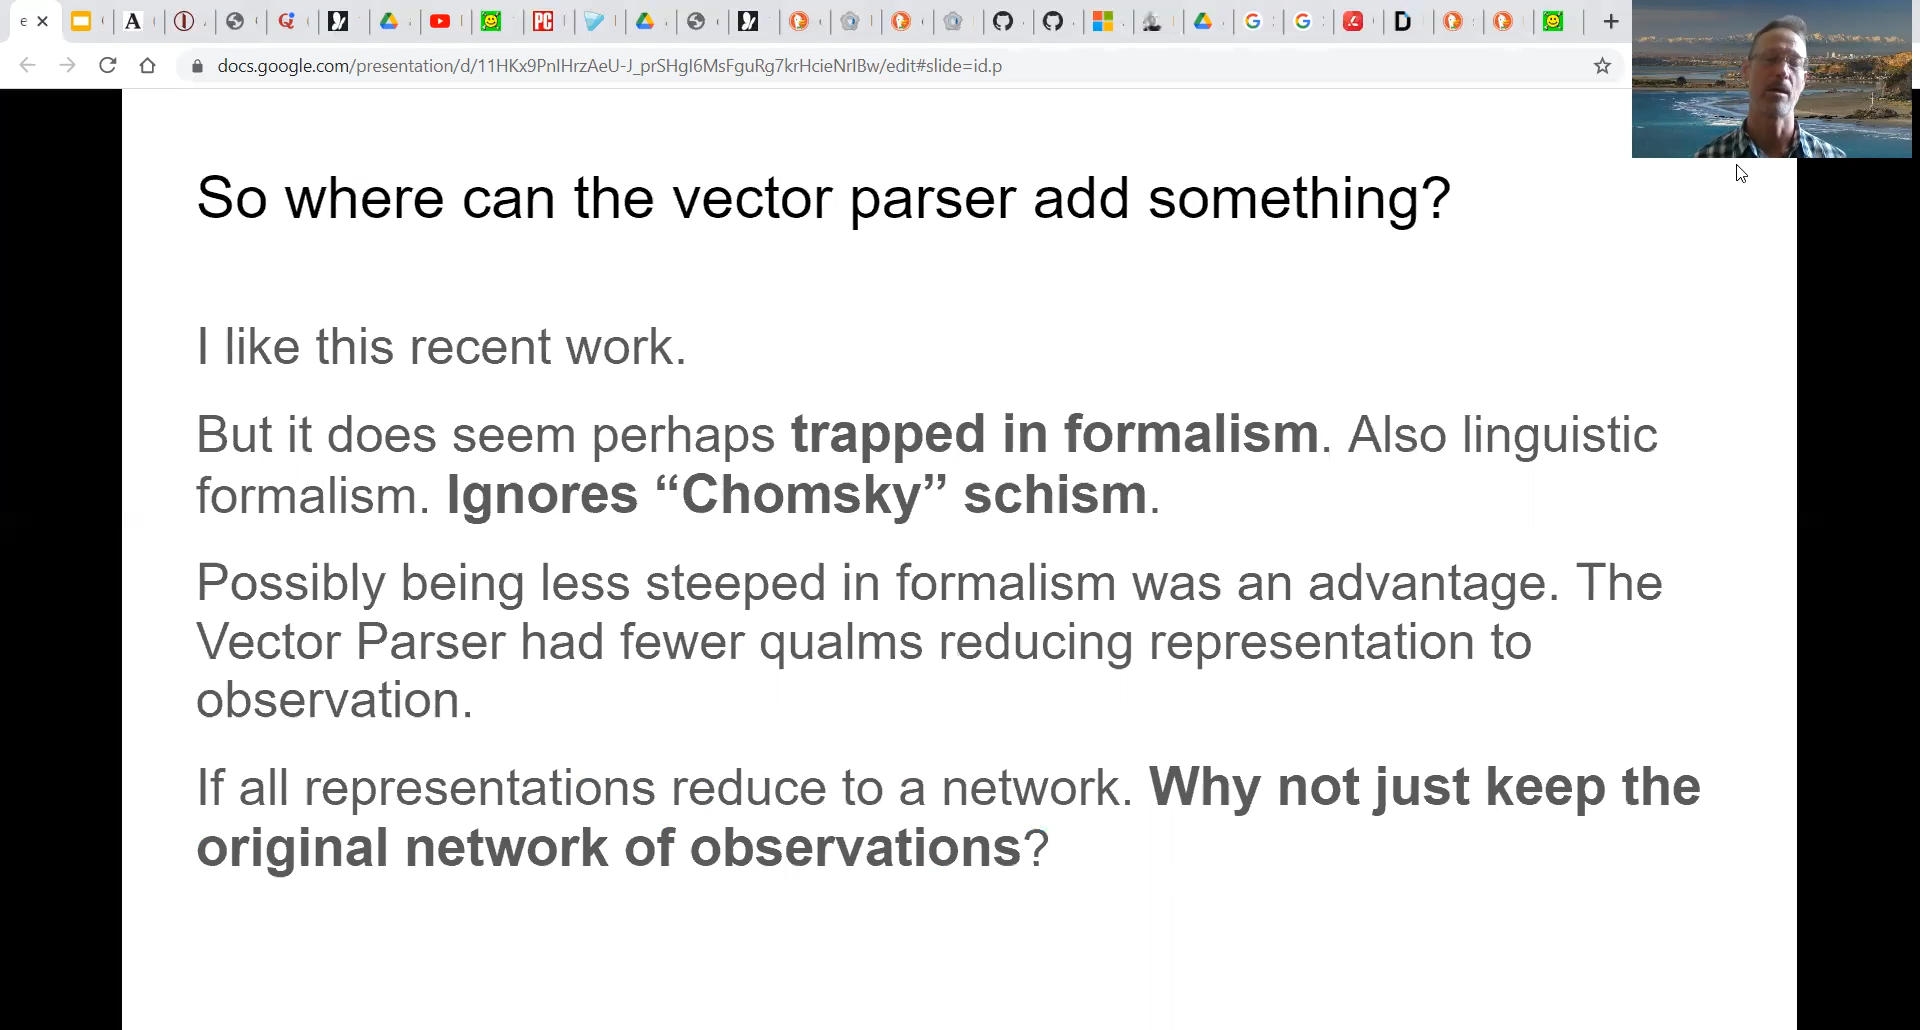 docs.google.com/presentation/d/11HKx9PnIHrzAeU-J_prSHgI6MsFguRg7krHcieNrIBw/edit#slide=id.p
So where can the vector parser add something?
I like this recent work.
But it does seem perhaps trapped in formalism. Also linguistic
formalism. Ignores “Chomsky” schism.
Possibly being less steeped in formalism was an advantage. The
Vector Parser had fewer qualms reducing representation to
observation.
If all representations reduce to a network. Why not just keep the
original network of observations?